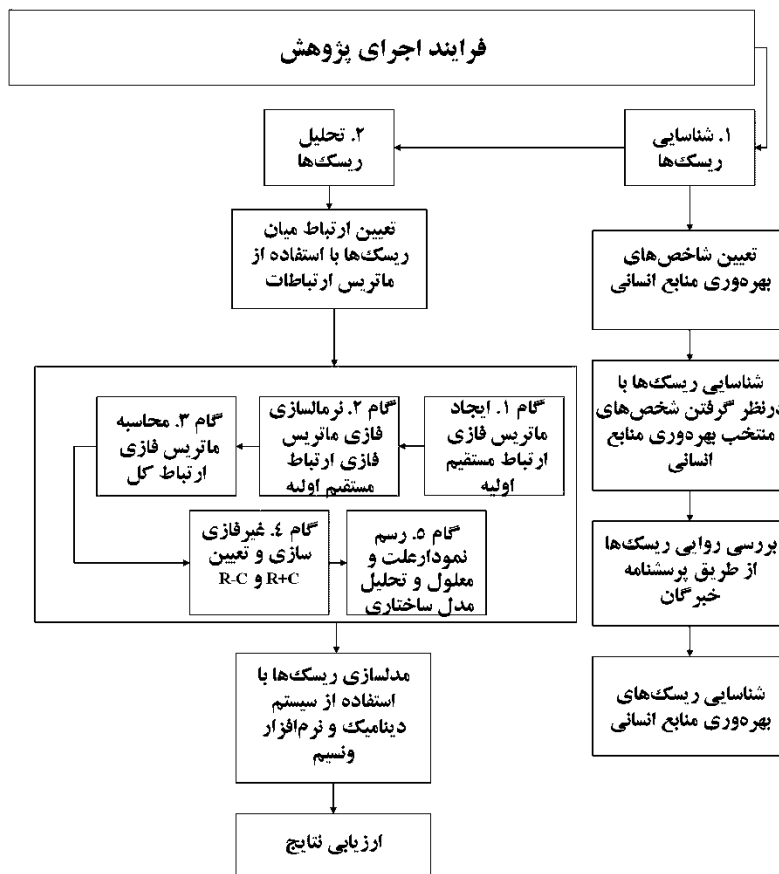 فرایند اجرای پژوهش
۱. شناسایی
ریسک‌ها
۲. تحلیل
ریسک‌ها
تعیین شاخص‌های
بهره‌وری منابع انسانی
شناسایی ریسک‌ها با
درنظر گرفتن شخص‌های
منتخب بهره‌وری منابع
انسانی
بررسی روایی ریسک‌ها
از طریق پرسشنامه
خبرگان
شناسایی ریسک‌های
بهره‌وری منابع انسانی
تعیین ارتباط میان
ریسک‌ها با استفاده از
ماتریس ارتباطات
گام ۱. ایجاد
ماتریس فازی
ارتباط مستقیم
اولیه
گام ۲. نرمالسازی
فازی ماتریس
فازی ارتباط
مستقیم اولیه
گام ۳. محاسبه
ماتریس فازی
ارتباط کل
گام ٤. غیرفازی
سازی و تعیین
R+C و R-C
گام ٥. رسم
نمودارعلت و
معلول و تحلیل
مدل ساختاری
مدلسازی ریسک‌ها با
استفاده از سیستم
دینامیک و نرم‌افزار
ونسیم
ارزیابی نتایج